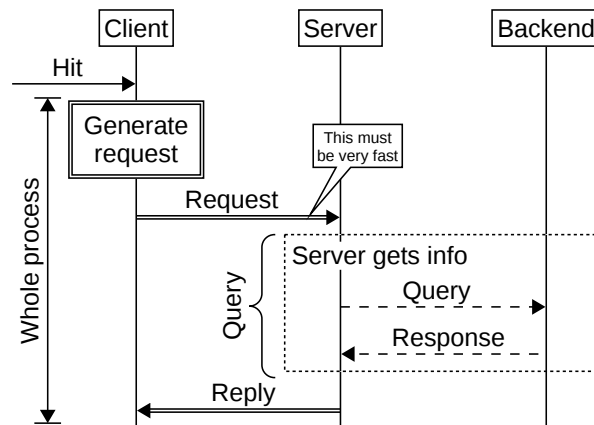 Client
Server
Backend
Hit
Generate
request
This must
be very fast
Request
Whole process
Server gets info
Query
Query
Response
Reply